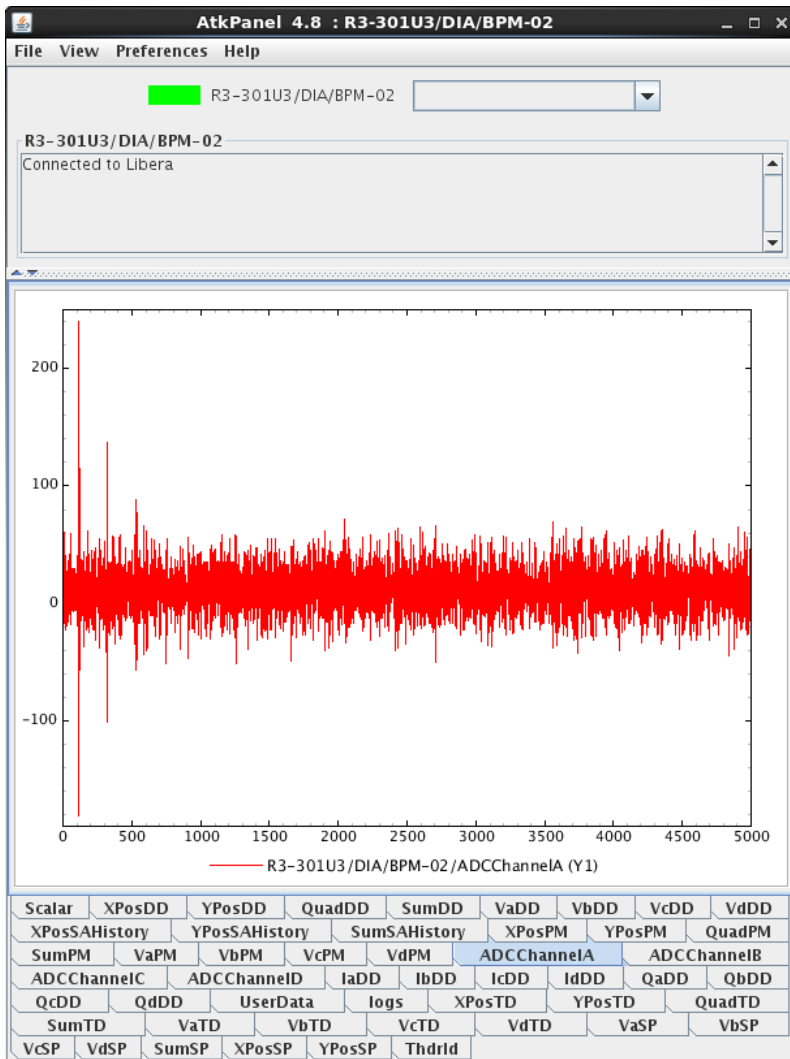 AtkPanel 4.8 : R3-301U3/DIA/BPM-02
File View Preferences Help
R3-301U3/DIA/BPM-02
R3-301U3/DIA/BPM-02
Connected to Libera
200
100
0
-100
0 500 1000 1500 2000 2500 3000 3500 4000 4500 5000
R3-301U3/DIA/BPM-02/ADCChannelA (Y1)
Scalar XPosDD YPosDD QuadDD SumDD VaDD VbDD VcDD VdDD
XPosSAHistory YPosSAHistory SumSAHistory XPosPM YPosPM QuadPM
SumPM VaPM VbPM VcPM VdPM ADCChannelA ADCChannelB
ADCChannelC ADCChannelD IaDD IbDD IcDD IdDD QaDD QbDD
QcDD QdDD UserData logs XPosTD YPosTD QuadTD
SumTD VaTD VbTD VcTD VdTD VaSP VbSP
VcSP VdSP SumSP XPosSP YPosSP ThdrId